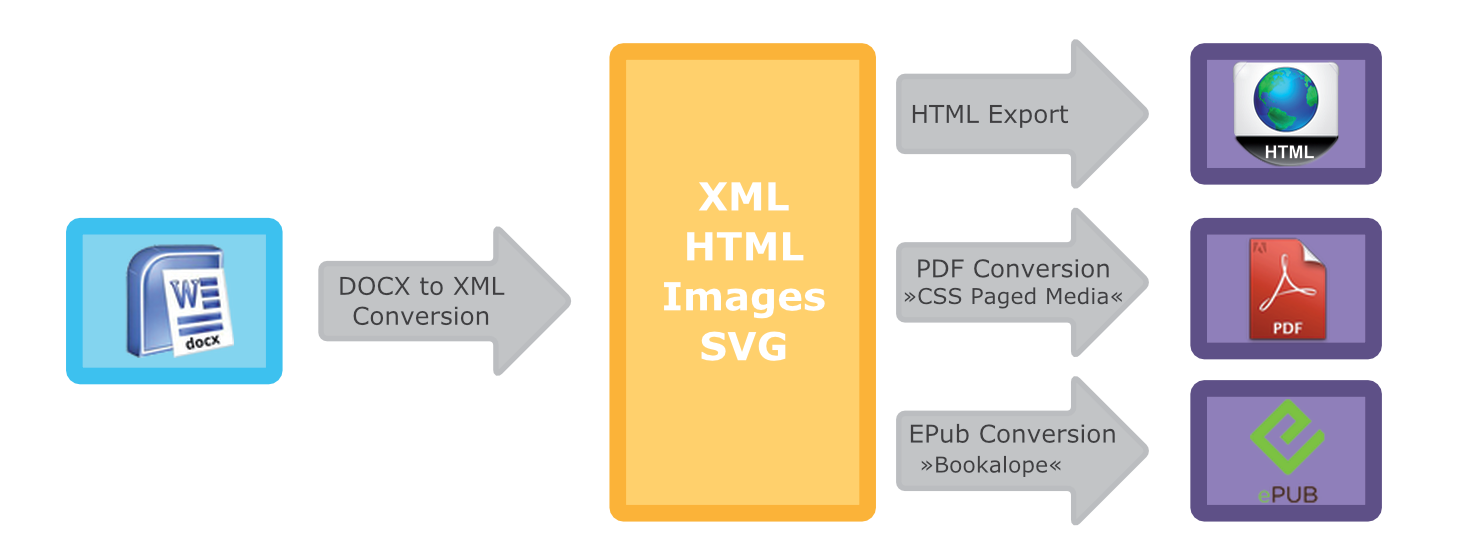 W
docx
DOCX to XML
Conversion
XML
HTML
Images
SVG
HTML Export
HTML
PDF Conversion
»CSS Paged Media«
PDF
EPub Conversion
»Bookalope«
ePUB